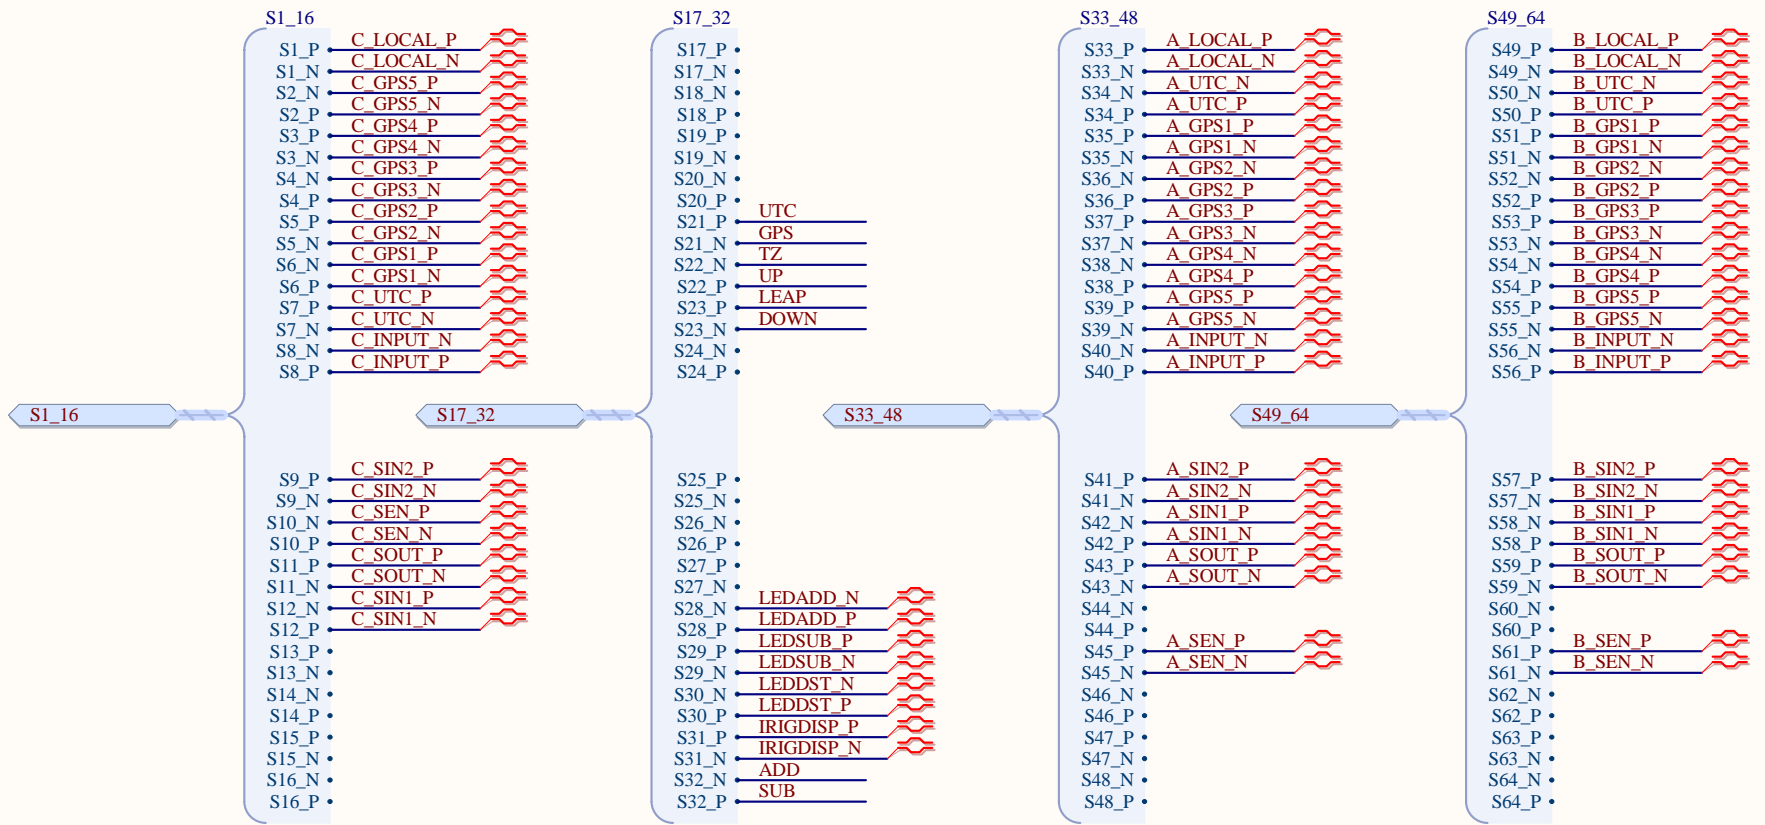 S1_16
S1_P C_LOCAL_P
S1_N C_LOCAL_N
S2_N C_GPS5_P
S2_P C_GPS5_N
S3_P C_GPS4_P
S3_N C_GPS4_N
S4_N C_GPS3_P
S4_P C_GPS3_N
S5_P C_GPS2_P
S5_N C_GPS2_N
S6_N C_GPS1_P
S6_P C_GPS1_N
S7_P C_UTC_P
S7_N C_UTC_N
S8_N C_INPUT_N
S8_P C_INPUT_P
S1_16
S9_P C_SIN2_P
S9_N C_SIN2_N
S10_N C_SEN_P
S10_P C_SEN_N
S11_P C_SOUT_P
S11_N C_SOUT_N
S12_N C_SIN1_P
S12_P C_SIN1_N
S13_P
S13_N
S14_N
S14_P
S15_P
S15_N
S16_N
S16_P
S17_32
S17_P
S17_N
S18_N
S18_P
S19_P
S19_N
S20_N
S20_P
S21_P UTC
S21_N GPS
S22_N TZ
S22_P UP
S23_P LEAP
S23_N DOWN
S24_N
S24_P
S17_32
S25_P
S25_N
S26_N
S26_P
S27_P
S27_N
S28_N LEDADD_N
S28_P LEDADD_P
S29_P LEDSUB_P
S29_N LEDSUB_N
S30_N LEDDST_N
S30_P LEDDST_P
S31_P IRIGDISP_P
S31_N IRIGDISP_N
S32_N ADD
S32_P SUB
S33_48
S33_P A_LOCAL_P
S33_N A_LOCAL_N
S34_N A_UTC_N
S34_P A_UTC_P
S35_P A_GPS1_P
S35_N A_GPS1_N
S36_N A_GPS2_N
S36_P A_GPS2_P
S37_P A_GPS3_P
S37_N A_GPS3_N
S38_N A_GPS4_N
S38_P A_GPS4_P
S39_P A_GPS5_P
S39_N A_GPS5_N
S40_N A_INPUT_N
S40_P A_INPUT_P
S33_48
S41_P A_SIN2_P
S41_N A_SIN2_N
S42_N A_SIN1_P
S42_P A_SIN1_N
S43_P A_SOUT_P
S43_N A_SOUT_N
S44_N
S44_P
S45_P A_SEN_P
S45_N A_SEN_N
S46_N
S46_P
S47_P
S47_N
S48_N
S48_P
S49_64
S49_P B_LOCAL_P
S49_N B_LOCAL_N
S50_N B_UTC_N
S50_P B_UTC_P
S51_P B_GPS1_P
S51_N B_GPS1_N
S52_N B_GPS2_N
S52_P B_GPS2_P
S53_P B_GPS3_P
S53_N B_GPS3_N
S54_N B_GPS4_N
S54_P B_GPS4_P
S55_P B_GPS5_P
S55_N B_GPS5_N
S56_N B_INPUT_N
S56_P B_INPUT_P
S49_64
S57_P B_SIN2_P
S57_N B_SIN2_N
S58_N B_SIN1_P
S58_P B_SIN1_N
S59_P B_SOUT_P
S59_N B_SOUT_N
S60_N
S60_P
S61_P B_SEN_P
S61_N B_SEN_N
S62_N
S62_P
S63_P
S63_N
S64_N
S64_P